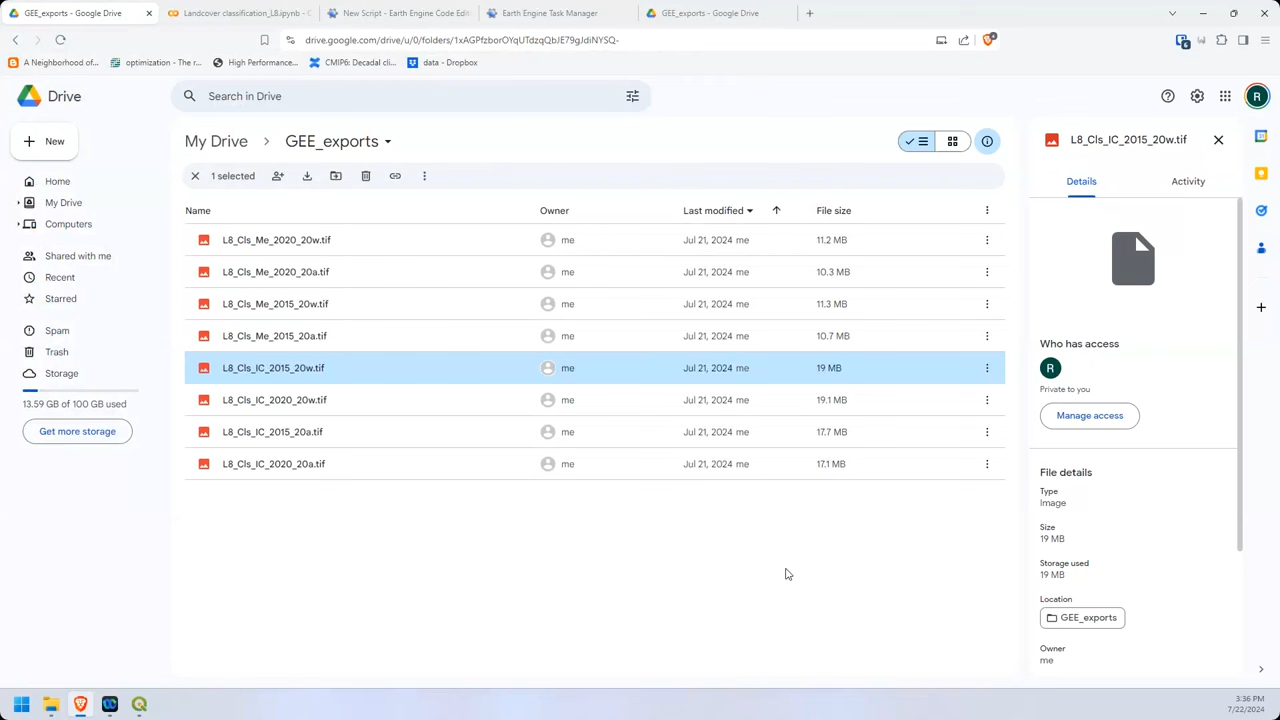 GEE_exports - Google Drive
Landcover classification_L8.ipynb - C
New Script - Earth Engine Code Edit
Earth Engine Task Manager
GEE_exports - Google Drive
drive.google.com/drive/u/0/folders/1xAGPfzborOYqUTdzqQbJE79gJdiNYSQ-
A Neighborhood of...
optimization - The r...
High Performance...
CMIP6: Decadal cli...
data - Dropbox
Drive
Search in Drive
R
New
My Drive
GEE_exports
L8_Cls_IC_2015_20w.tif
1 selected
Home
My Drive
Computers
Shared with me
Recent
Starred
Spam
Trash
Storage
13.59 GB of 100 GB used
Get more storage
Name Owner Last modified File size
L8_Cls_Me_2020_20w.tif me Jul 21, 2024 me 11.2 MB
L8_Cls_Me_2020_20a.tif me Jul 21, 2024 me 10.3 MB
L8_Cls_Me_2015_20w.tif me Jul 21, 2024 me 11.3 MB
L8_Cls_Me_2015_20a.tif me Jul 21, 2024 me 10.7 MB
L8_Cls_IC_2015_20w.tif me Jul 21, 2024 me 19 MB
L8_Cls_IC_2020_20w.tif me Jul 21, 2024 me 19.1 MB
L8_Cls_IC_2015_20a.tif me Jul 21, 2024 me 17.7 MB
L8_Cls_IC_2020_20a.tif me Jul 21, 2024 me 17.1 MB
Details Activity
Who has access
R
Private to you
Manage access
File details
Type
Image
Size
19 MB
Storage used
19 MB
Location
GEE_exports
Owner
me
3:36 PM
7/22/2024